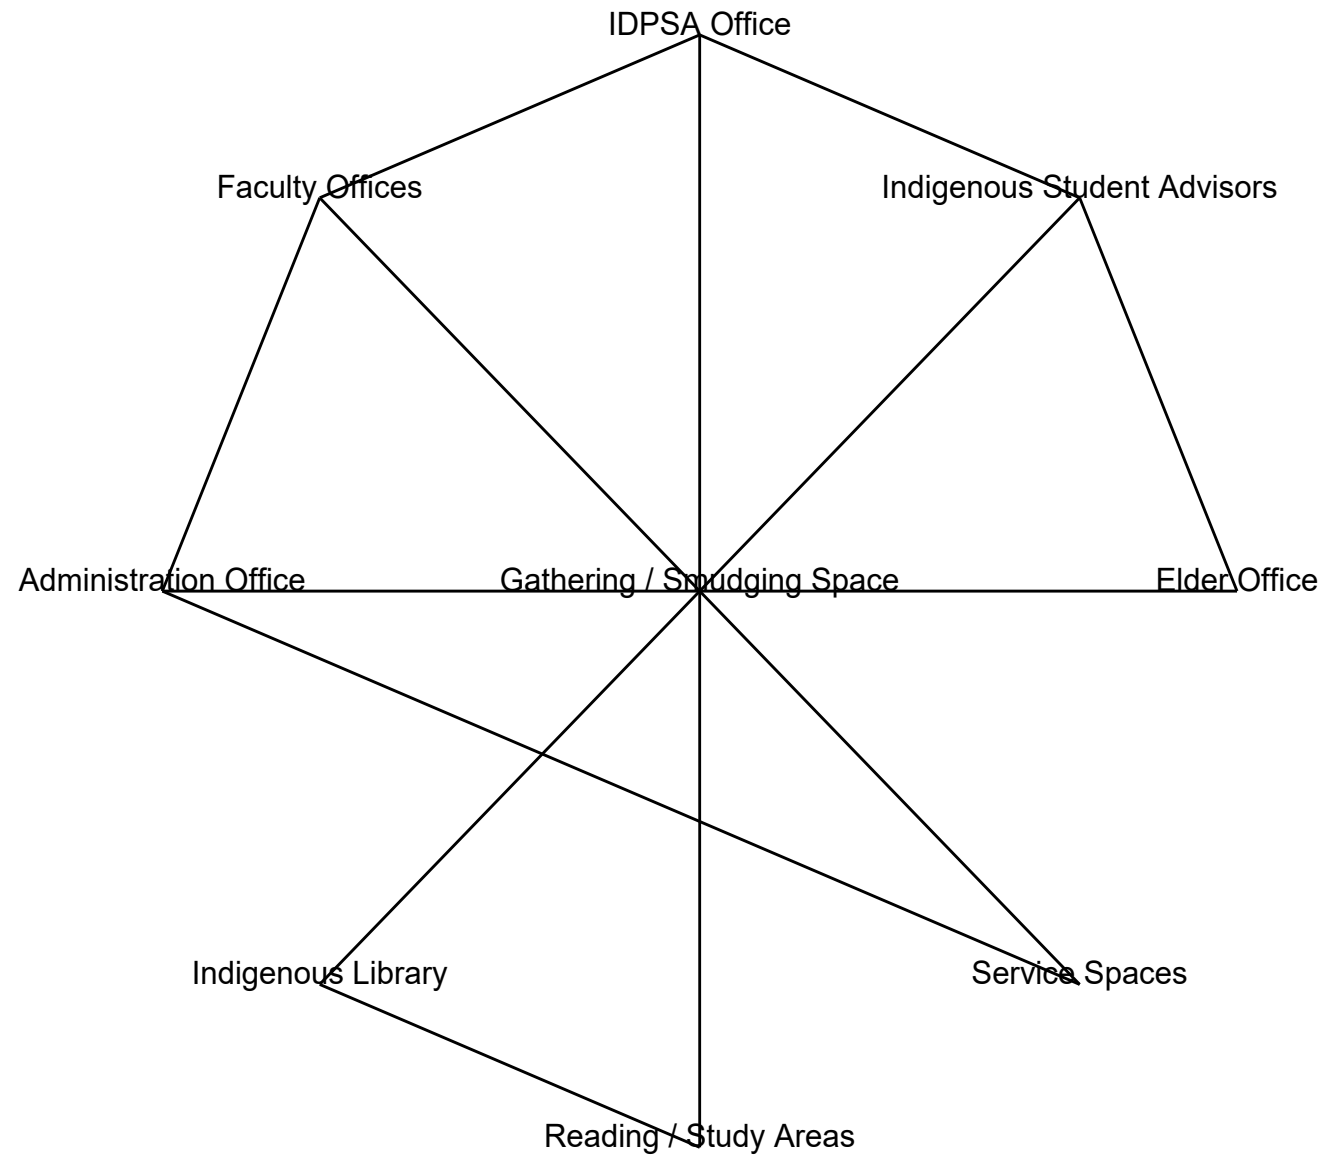 IDPSA Office
Faculty Offices
Indigenous Student Advisors
Administration Office
Gathering / Smudging Space
Elder Office
Indigenous Library
Service Spaces
Reading / Study Areas